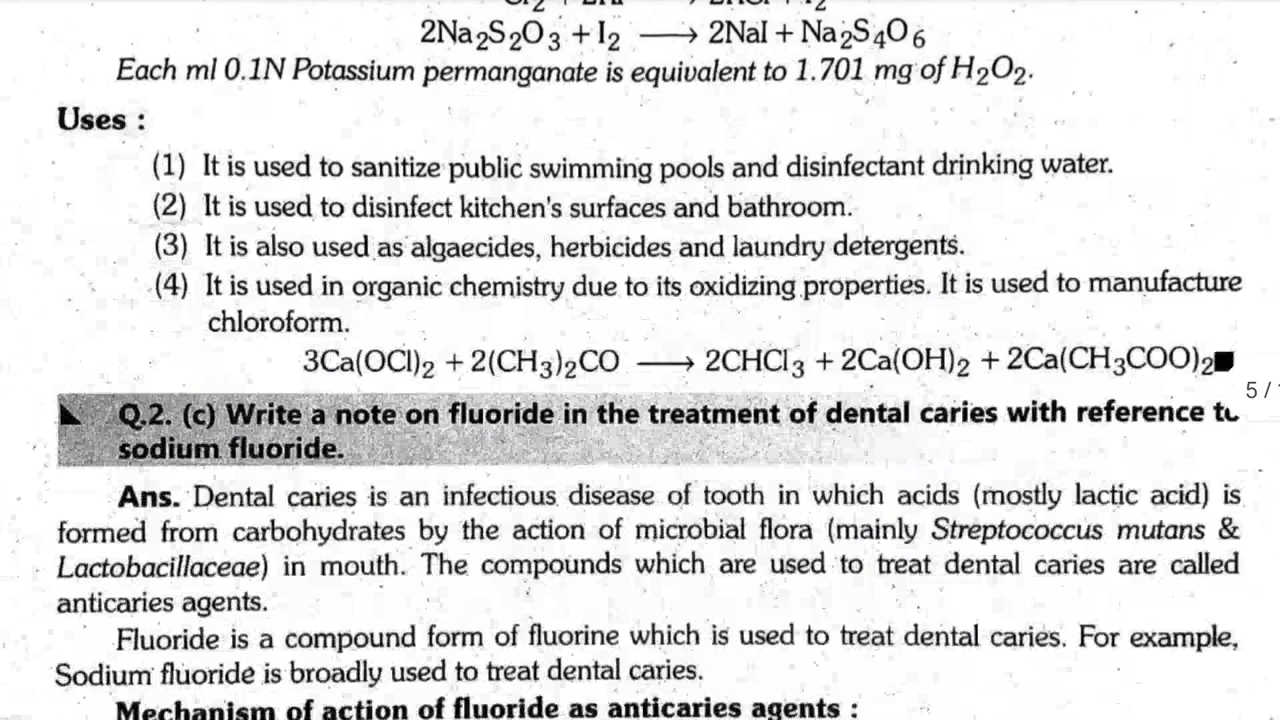 2Na2S2O3 + I2 ⟶ 2NaI + Na2S4O6
Each ml 0.1N Potassium permanganate is equivalent to 1.701 mg of H2O2.
Uses :
(1) It is used to sanitize public swimming pools and disinfectant drinking water.
(2) It is used to disinfect kitchen's surfaces and bathroom.
(3) It is also used as algaecides, herbicides and laundry detergents.
(4) It is used in organic chemistry due to its oxidizing properties. It is used to manufacture
chloroform.
3Ca(OCl)2 + 2(CH3)2CO ⟶ 2CHCl3 + 2Ca(OH)2 + 2Ca(CH3COO)2■
5 /
Q.2. (c) Write a note on fluoride in the treatment of dental caries with reference to
sodium fluoride.
Ans. Dental caries is an infectious disease of tooth in which acids (mostly lactic acid) is
formed from carbohydrates by the action of microbial flora (mainly Streptococcus mutans &
Lactobacillaceae) in mouth. The compounds which are used to treat dental caries are called
anticaries agents.
Fluoride is a compound form of fluorine which is used to treat dental caries. For example,
Sodium fluoride is broadly used to treat dental caries.
Mechanism of action of fluoride as anticaries agents :